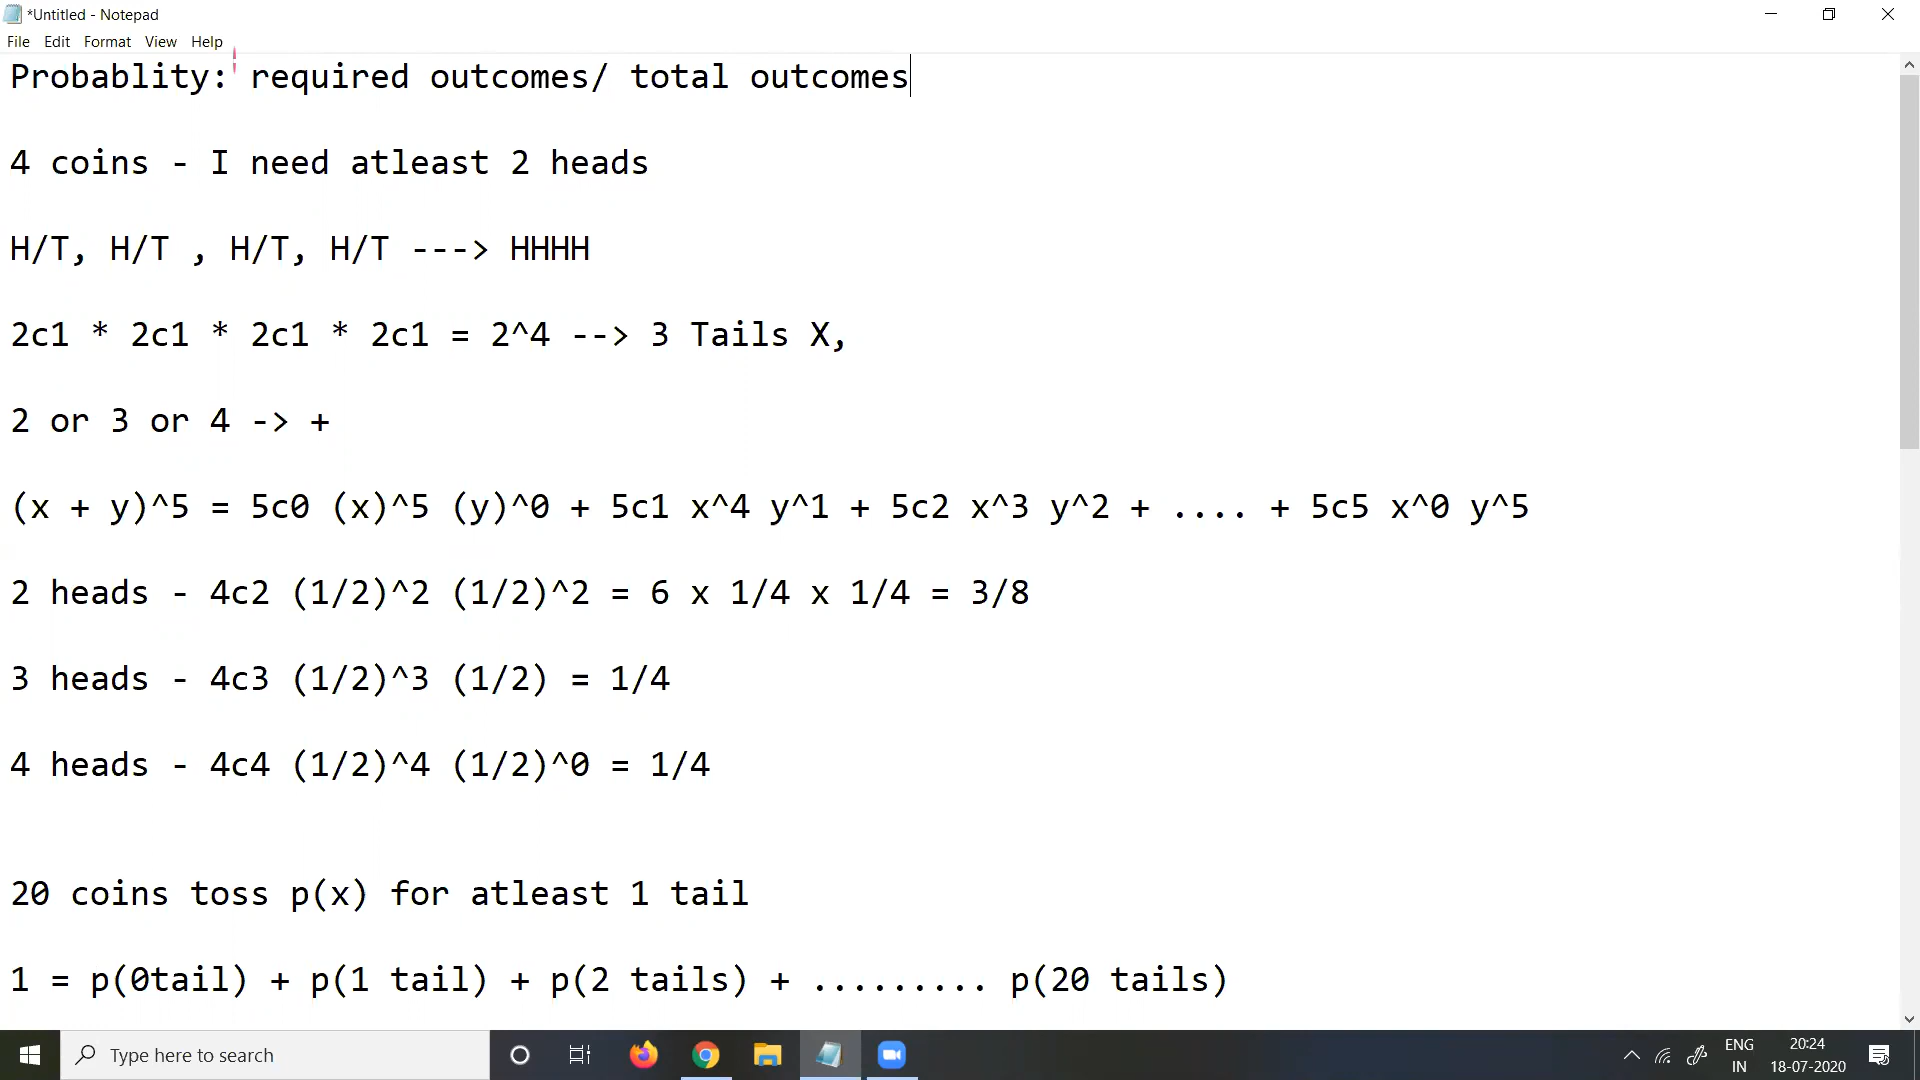 *Untitled - Notepad
File Edit Format View Help
Probablity: required outcomes/ total outcomes
4 coins - I need atleast 2 heads
H/T, H/T , H/T, H/T ---> HHHH
2c1 * 2c1 * 2c1 * 2c1 = 2^4 --> 3 Tails X,
2 or 3 or 4 -> +
(x + y)^5 = 5c0 (x)^5 (y)^0 + 5c1 x^4 y^1 + 5c2 x^3 y^2 + .... + 5c5 x^0 y^5
2 heads - 4c2 (1/2)^2 (1/2)^2 = 6 x 1/4 x 1/4 = 3/8
3 heads - 4c3 (1/2)^3 (1/2) = 1/4
4 heads - 4c4 (1/2)^4 (1/2)^0 = 1/4
20 coins toss p(x) for atleast 1 tail
1 = p(0tail) + p(1 tail) + p(2 tails) + ......... p(20 tails)
Type here to search
ENG
IN
20:24
18-07-2020